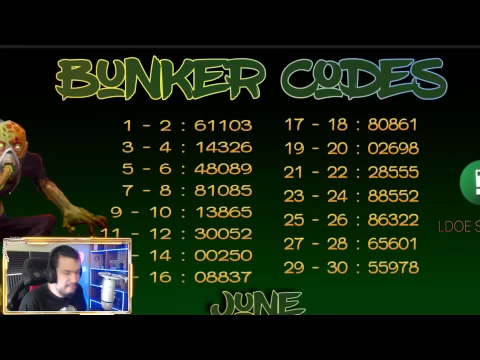 BUNKER CODES
1 - 2 : 61103
3 - 4 : 14326
5 - 6 : 48089
7 - 8 : 81085
9 - 10 : 13865
11 - 12 : 30052
- 14 : 00250
16 : 08837
17 - 18 : 80861
19 - 20 : 02698
21 - 22 : 28555
23 - 24 : 88552
25 - 26 : 86322
27 - 28 : 65601
29 - 30 : 55978
LDOE S
JUNE